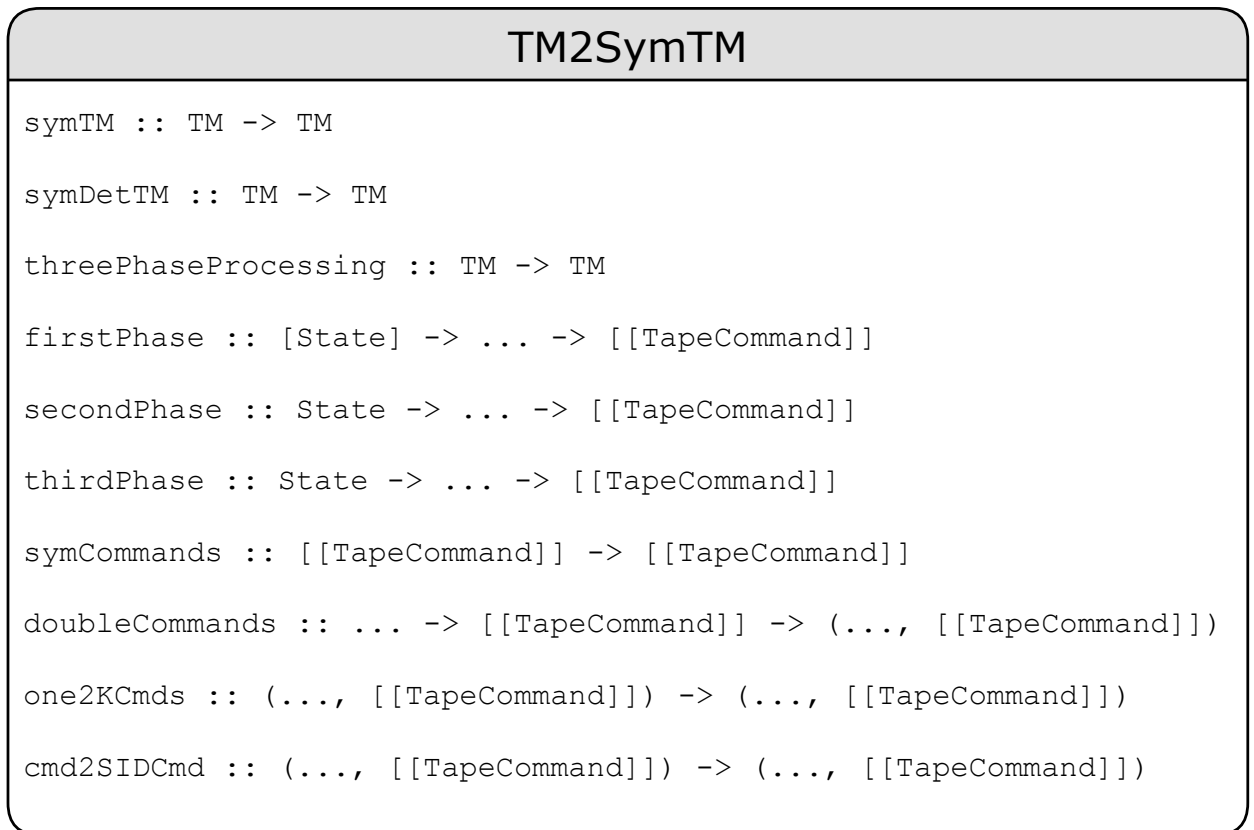 TM2SymTM
symTM :: TM -> TM
symDetTM :: TM -> TM
threePhaseProcessing :: TM -> TM
firstPhase :: [State] -> ... -> [[TapeCommand]]
secondPhase :: State -> ... -> [[TapeCommand]]
thirdPhase :: State -> ... -> [[TapeCommand]]
symCommands :: [[TapeCommand]] -> [[TapeCommand]]
doubleCommands :: ... -> [[TapeCommand]] -> (..., [[TapeCommand]])
one2KCmds :: (..., [[TapeCommand]]) -> (..., [[TapeCommand]])
cmd2SIDCmd :: (..., [[TapeCommand]]) -> (..., [[TapeCommand]])